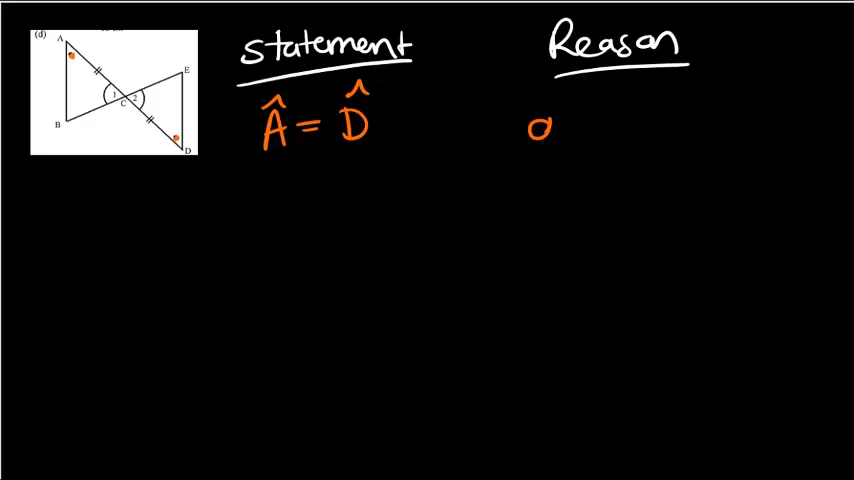 (d)
A
E
1
2
C
B
D
Statement Reason
Â = D̂